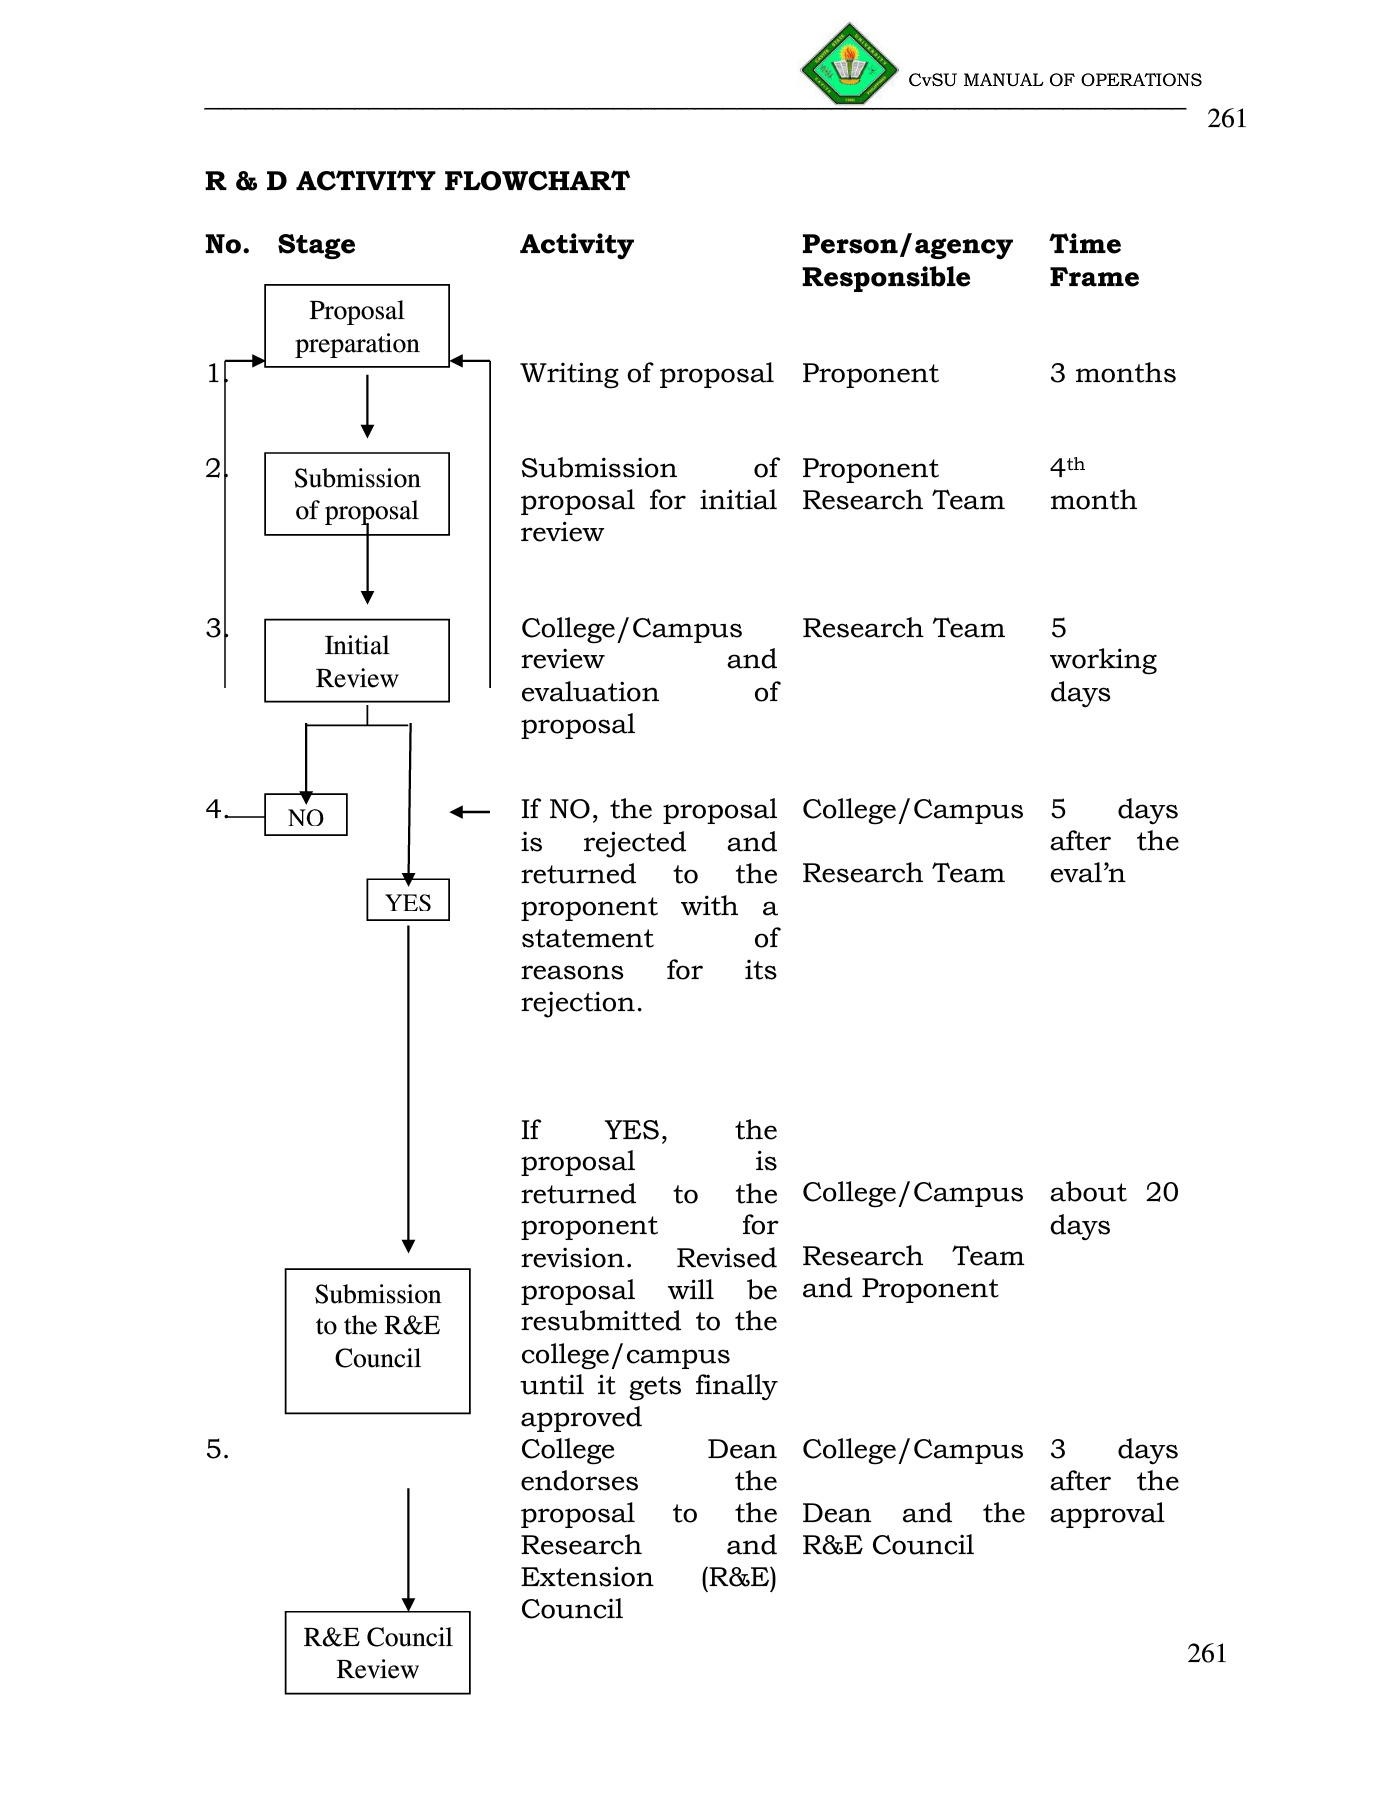 CvSU MANUAL OF OPERATIONS
261
R & D ACTIVITY FLOWCHART
No. Stage Activity Person/agency Time
Responsible Frame
Proposal
preparation
1. Writing of proposal Proponent 3 months
2. Submission of Proponent 4th
Submission
of proposal
proposal for initial Research Team month
review
3. College/Campus Research Team 5
Initial
Review
review and working
evaluation of days
proposal
4. NO If NO, the proposal College/Campus 5 days
is rejected and after the
returned to the Research Team eval’n
YES
proponent with a
statement of
reasons for its
rejection.
If YES, the
proposal is
returned to the College/Campus about 20
proponent for days
revision. Revised Research Team
proposal will be and Proponent
Submission
to the R&E
Council
resubmitted to the
college/campus
until it gets finally
approved
5. College Dean College/Campus 3 days
endorses the after the
proposal to the Dean and the approval
Research and R&E Council
Extension (R&E)
Council
R&E Council
Review
261